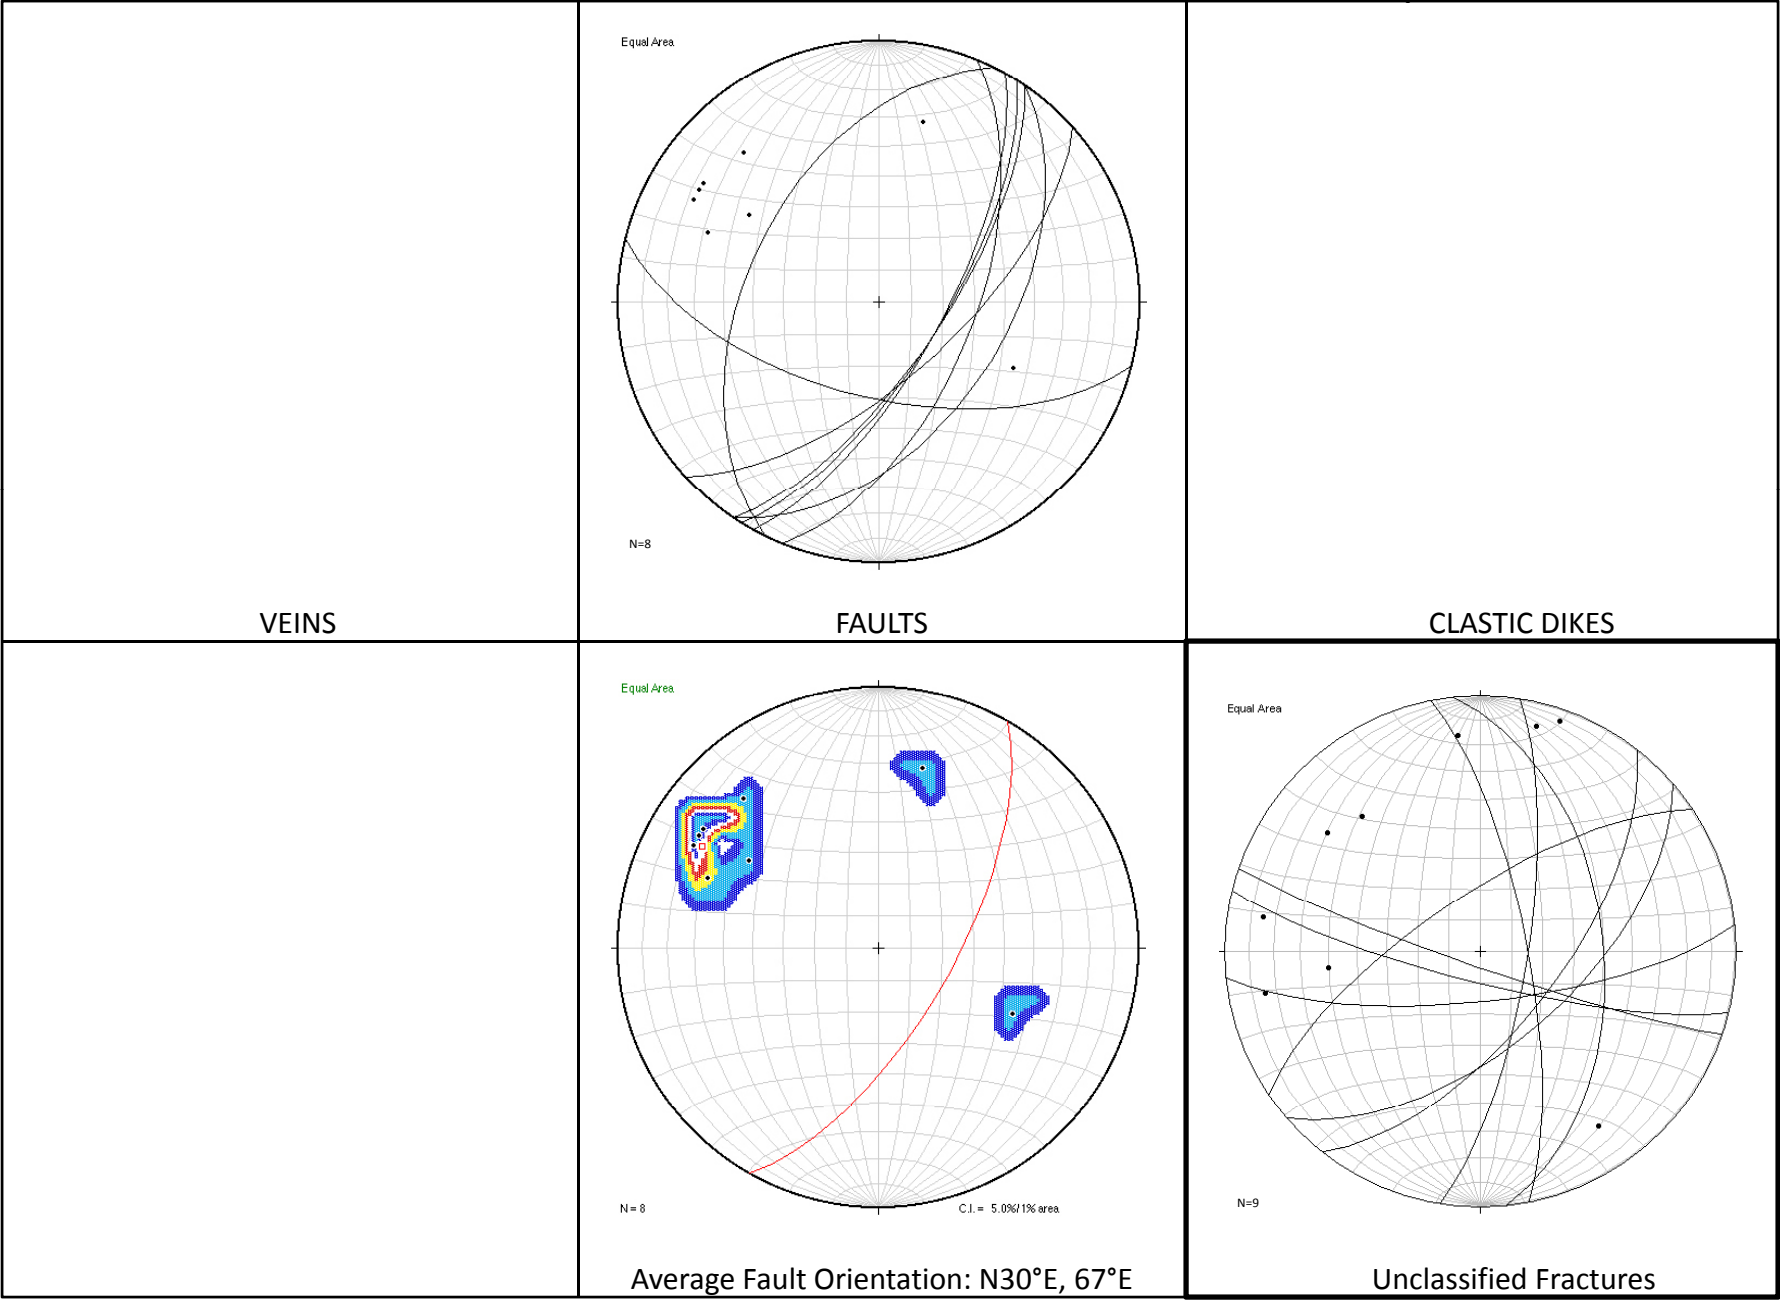 Equal Area
N=8
VEINS
FAULTS
CLASTIC DIKES
Equal Area
N = 8
C.I. = 5.0%/1% area
Average Fault Orientation: N30°E, 67°E
Equal Area
N=9
Unclassified Fractures